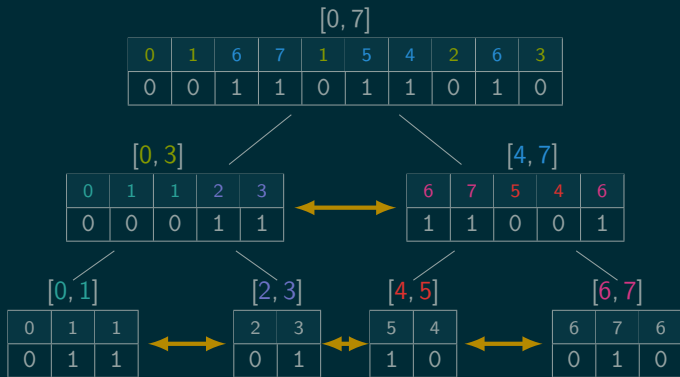 [0, 7]
0 1 6 7 1 5 4 2 6 3
0 0 1 1 0 1 1 0 1 0
[0, 3] [4, 7]
0 1 1 2 3 6 7 5 4 6
0 0 0 1 1 1 1 0 0 1
[0, 1] [2, 3] [4, 5] [6, 7]
0 1 1 2 3 5 4 6 7 6
0 1 1 0 1 1 0 0 1 0